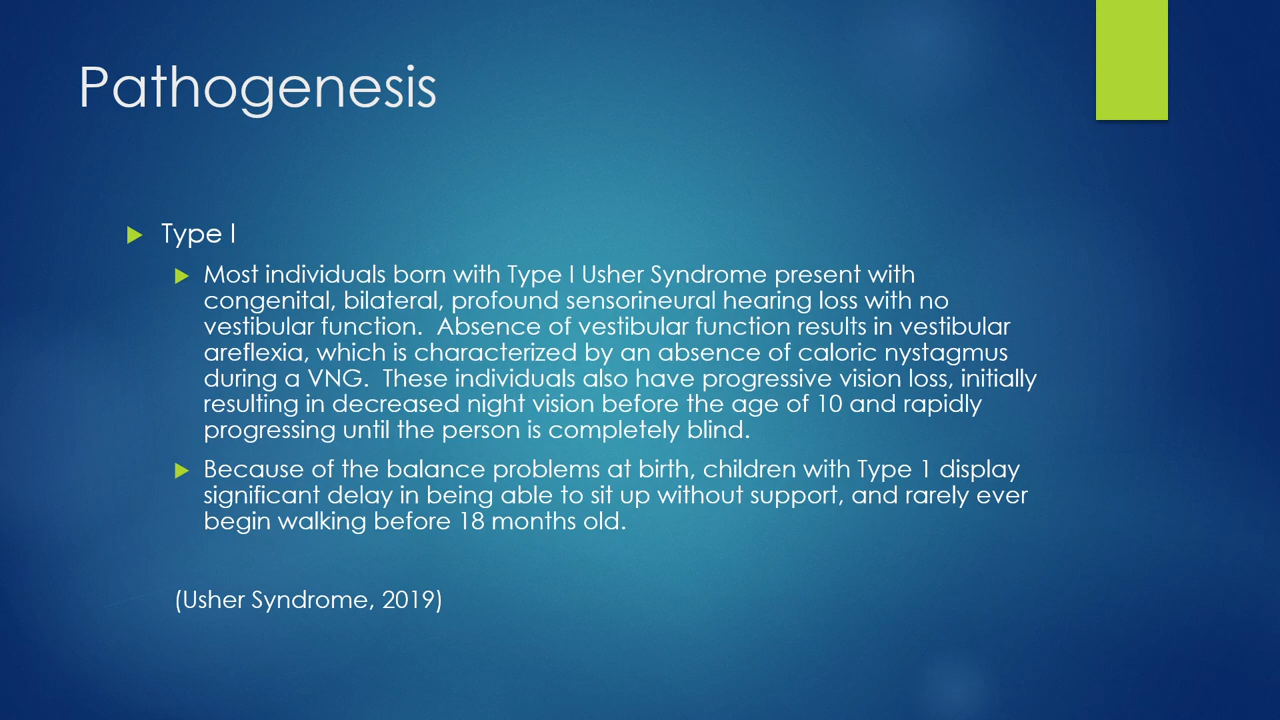 Pathogenesis
Type I
Most individuals born with Type I Usher Syndrome present with
congenital, bilateral, profound sensorineural hearing loss with no
vestibular function.  Absence of vestibular function results in vestibular
areflexia, which is characterized by an absence of caloric nystagmus
during a VNG.  These individuals also have progressive vision loss, initially
resulting in decreased night vision before the age of 10 and rapidly
progressing until the person is completely blind.
Because of the balance problems at birth, children with Type 1 display
significant delay in being able to sit up without support, and rarely ever
begin walking before 18 months old.
(Usher Syndrome, 2019)